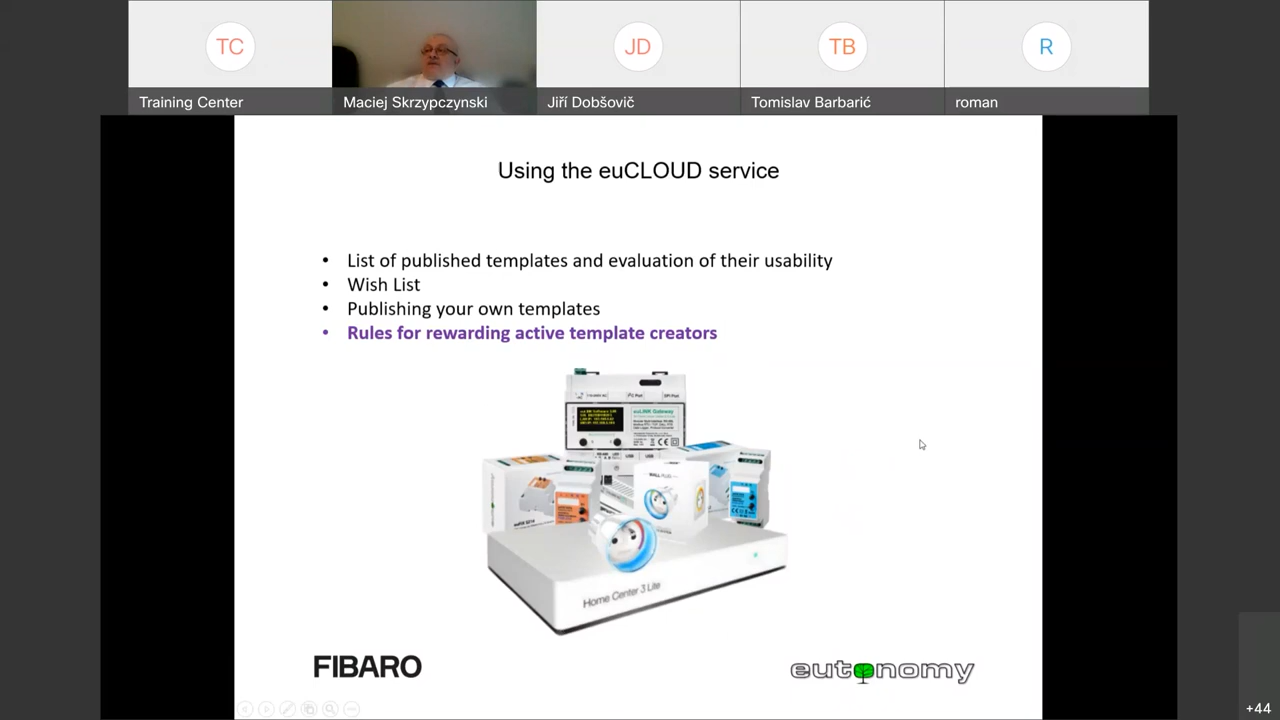 TC
JD
TB
R
Training Center
Maciej Skrzypczynski
Jiří Dobšovič
Tomislav Barbarić
roman
Using the euCLOUD service
• List of published templates and evaluation of their usability
• Wish List
• Publishing your own templates
• Rules for rewarding active template creators
euLINK Gateway
Home Center 3 Lite
FIBARO
eutonomy
+44